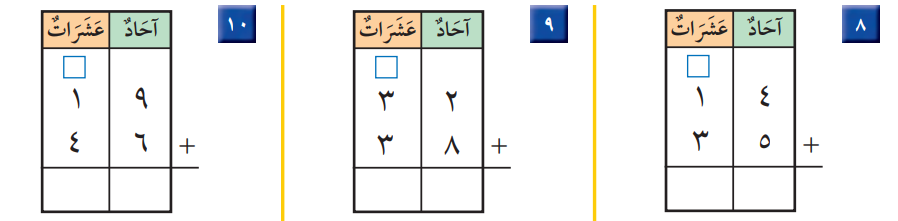 ٨
آحَادٌ عَشَرَاتٌ
١ ٤
٣ ٥ +
٩
آحَادٌ عَشَرَاتٌ
٣ ٢
٣ ٨ +
١٠
آحَادٌ عَشَرَاتٌ
١ ٩
٤ ٦ +